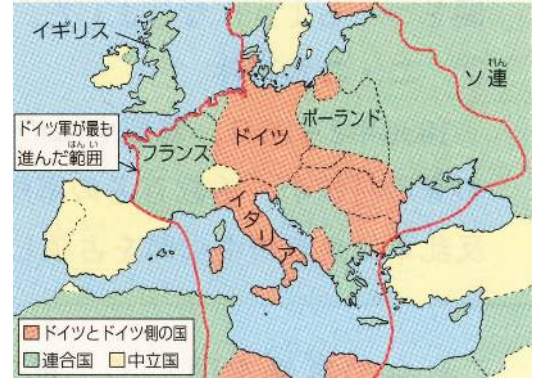 イギリス
ソ連
れん
ポーランド
ドイツ
ドイツ軍が最も
進んだ範囲
はんい
フランス
イタリア
ドイツとドイツ側の国
連合国
中立国